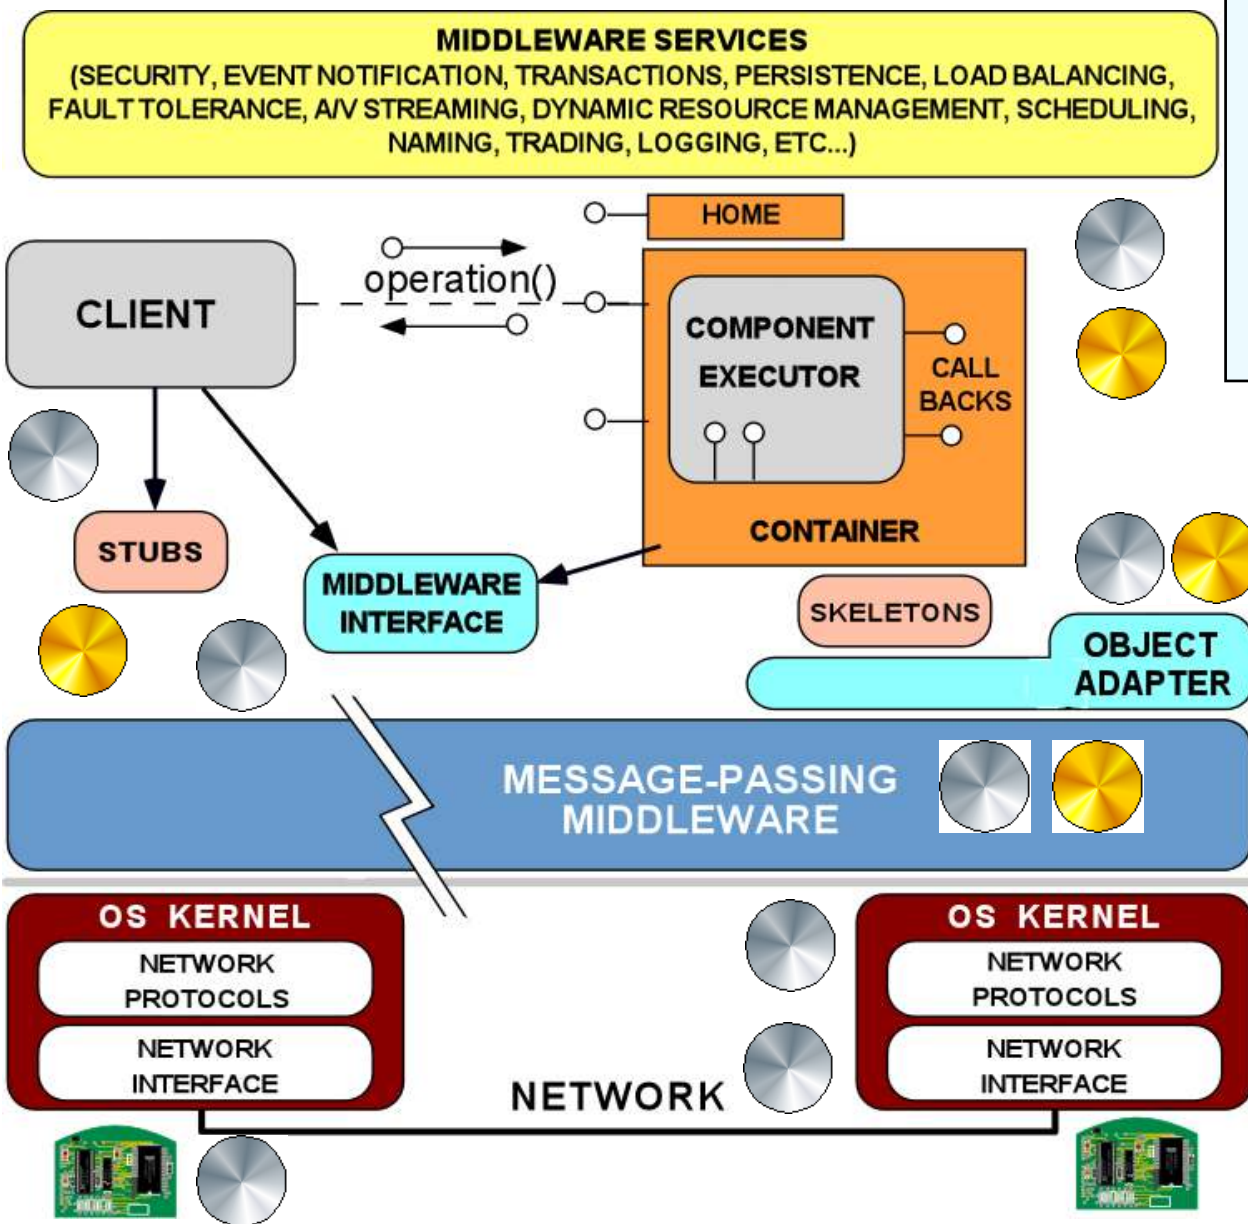 MIDDLEWARE SERVICES
(SECURITY, EVENT NOTIFICATION, TRANSACTIONS, PERSISTENCE, LOAD BALANCING,
FAULT TOLERANCE, A/V STREAMING, DYNAMIC RESOURCE MANAGEMENT, SCHEDULING,
NAMING, TRADING, LOGGING, ETC...)
HOME
operation()
CLIENT
COMPONENT
EXECUTOR
CALL
BACKS
CONTAINER
STUBS
MIDDLEWARE
INTERFACE
SKELETONS
OBJECT
ADAPTER
MESSAGE-PASSING
MIDDLEWARE
OS KERNEL
NETWORK
PROTOCOLS
NETWORK
INTERFACE
NETWORK
OS KERNEL
NETWORK
PROTOCOLS
NETWORK
INTERFACE